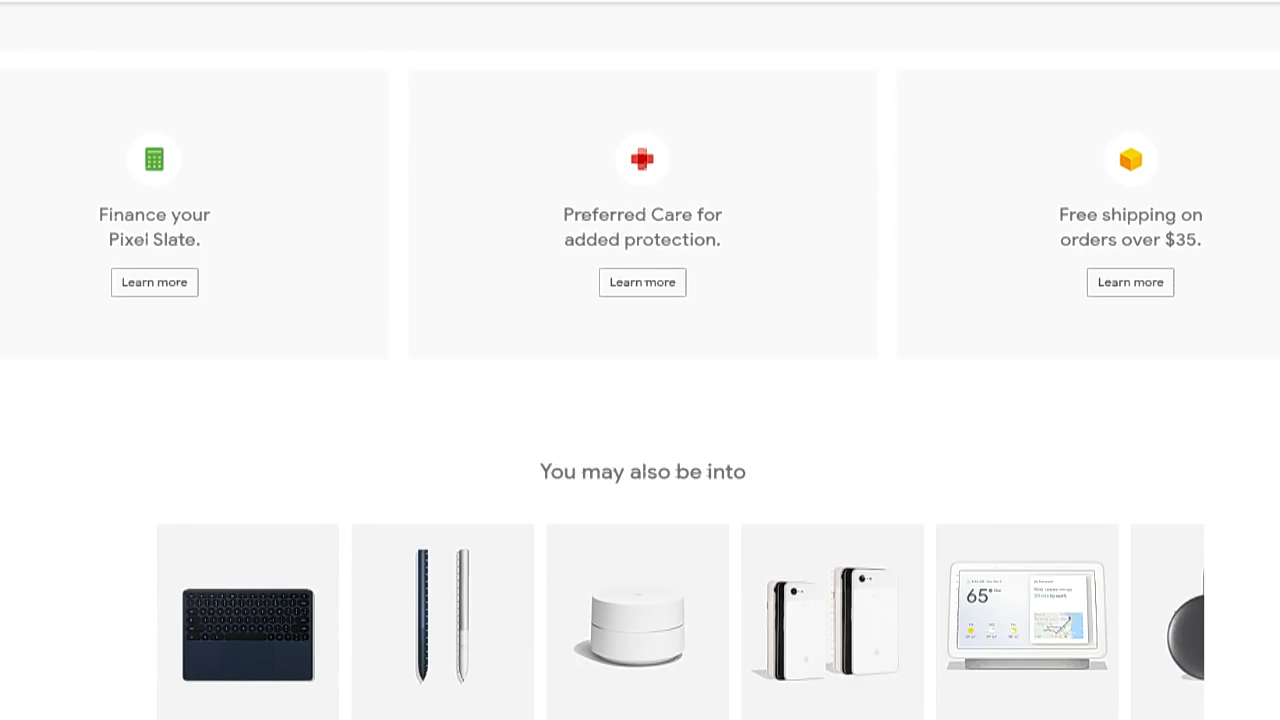 Finance your
Pixel Slate.
Learn more
Preferred Care for
added protection.
Learn more
Free shipping on
orders over $35.
Learn more
You may also be into
65°